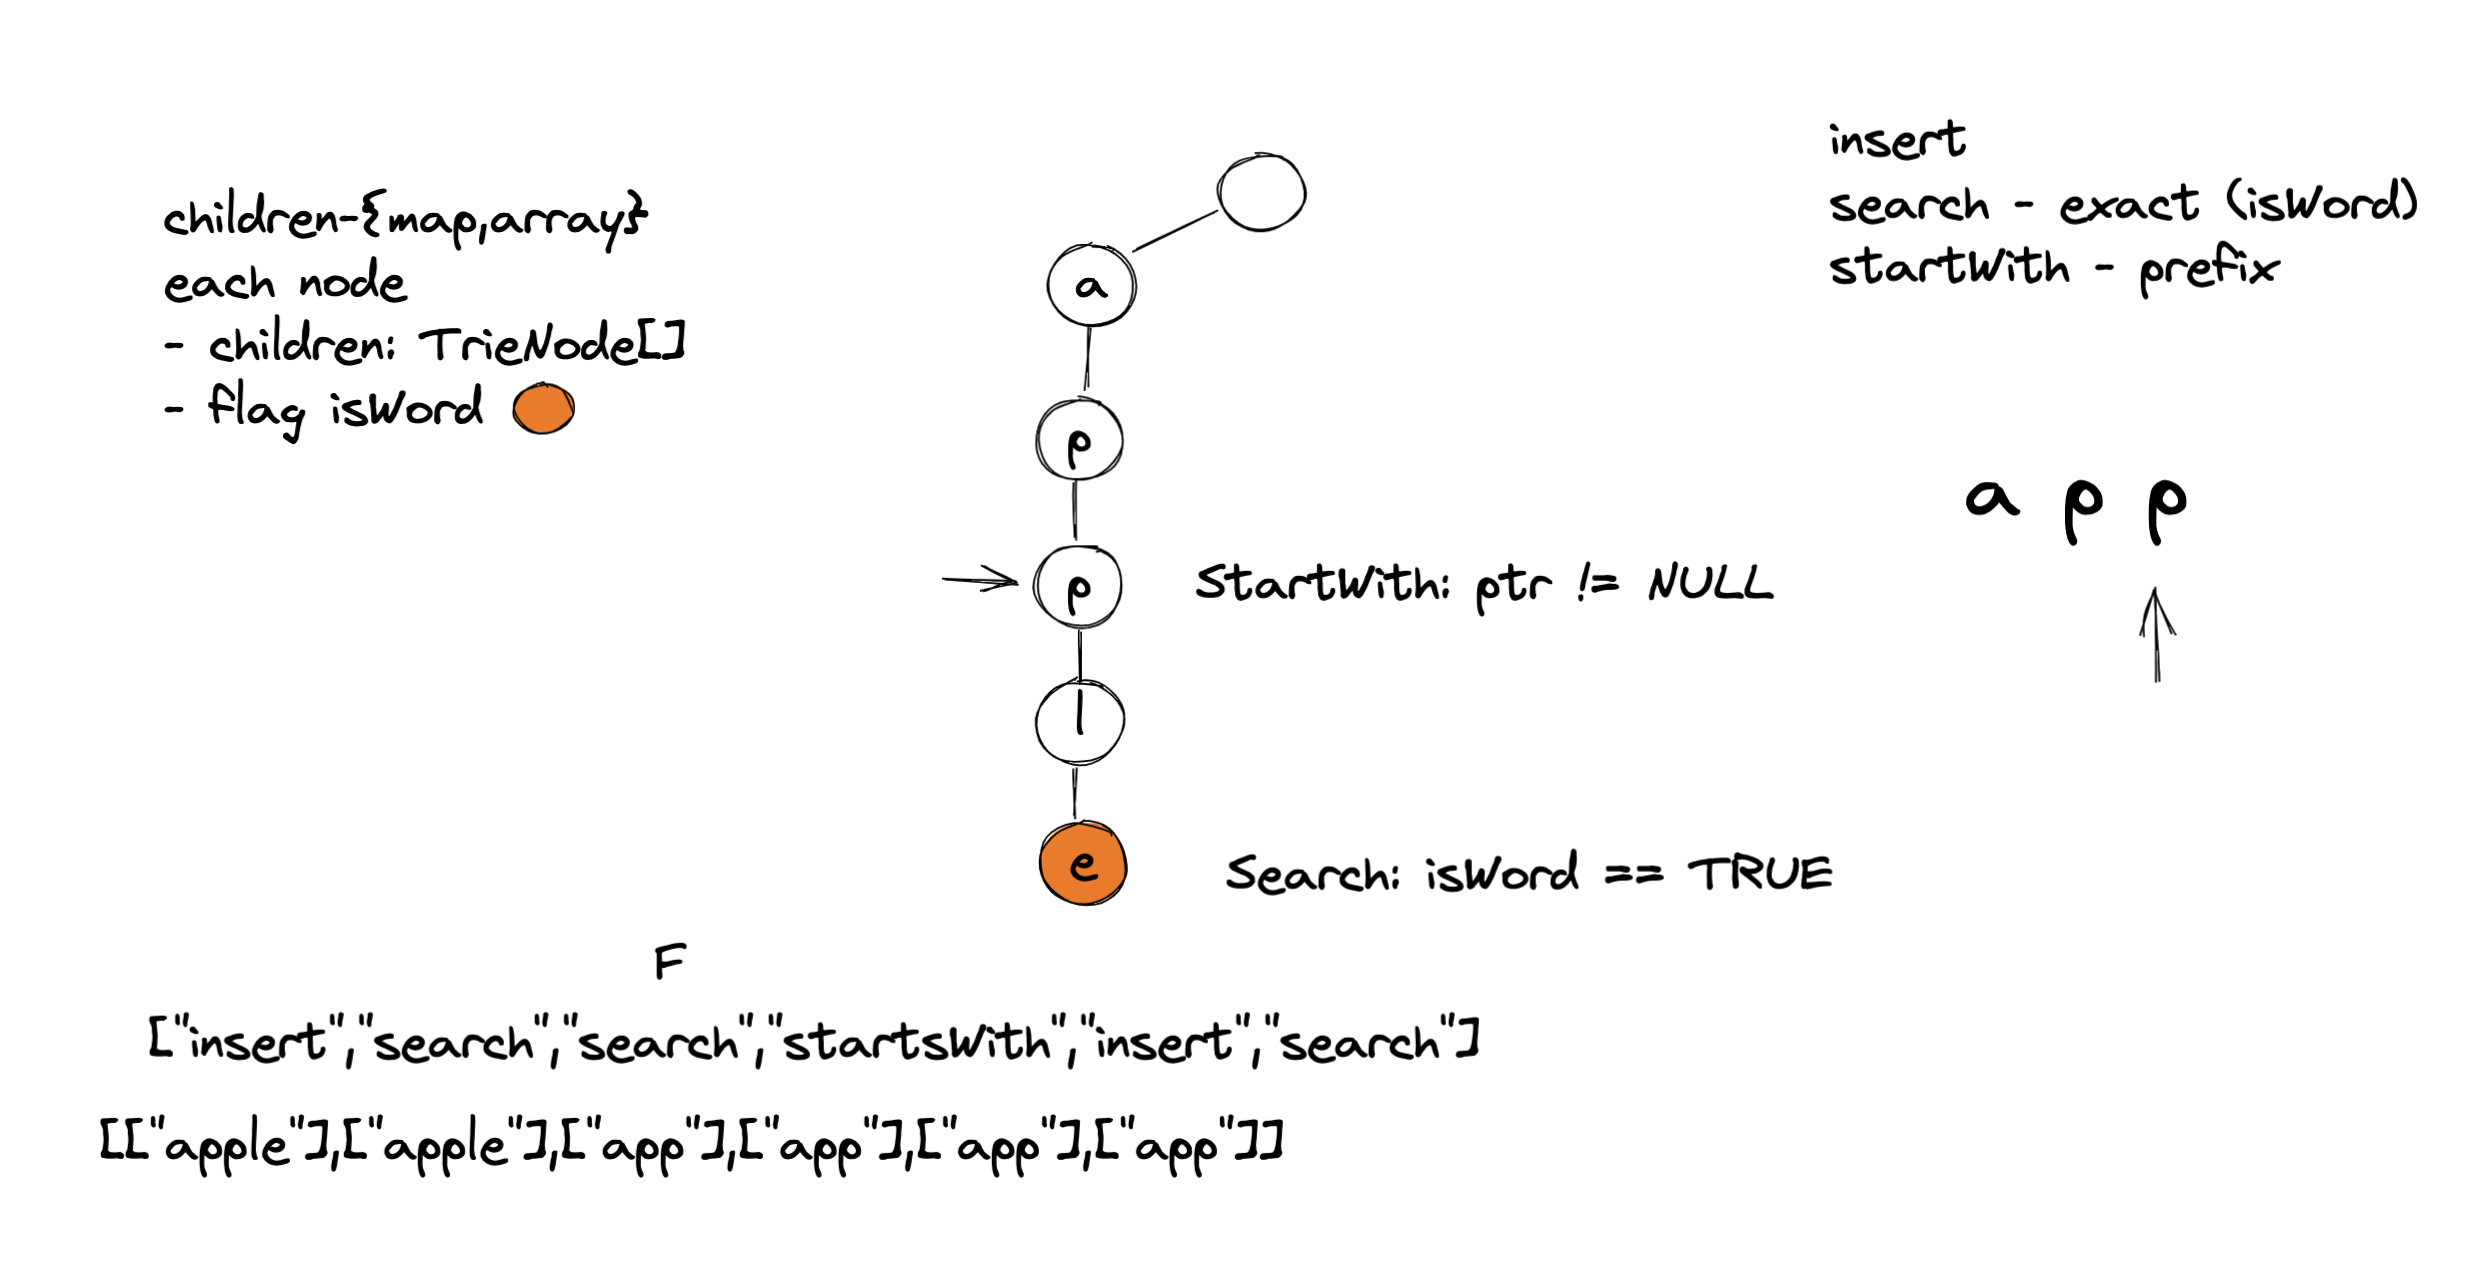 children-{map,array}
each node
- children: TrieNode[]
- flag isWord
a
p
p
l
e
StartWith: ptr != NULL
Search: isWord == TRUE
insert
search - exact (isWord)
startWith - prefix
a p p
F
["insert","search","search","startsWith","insert","search"]
[["apple"],["apple"],["app"],["app"],["app"],["app"]]